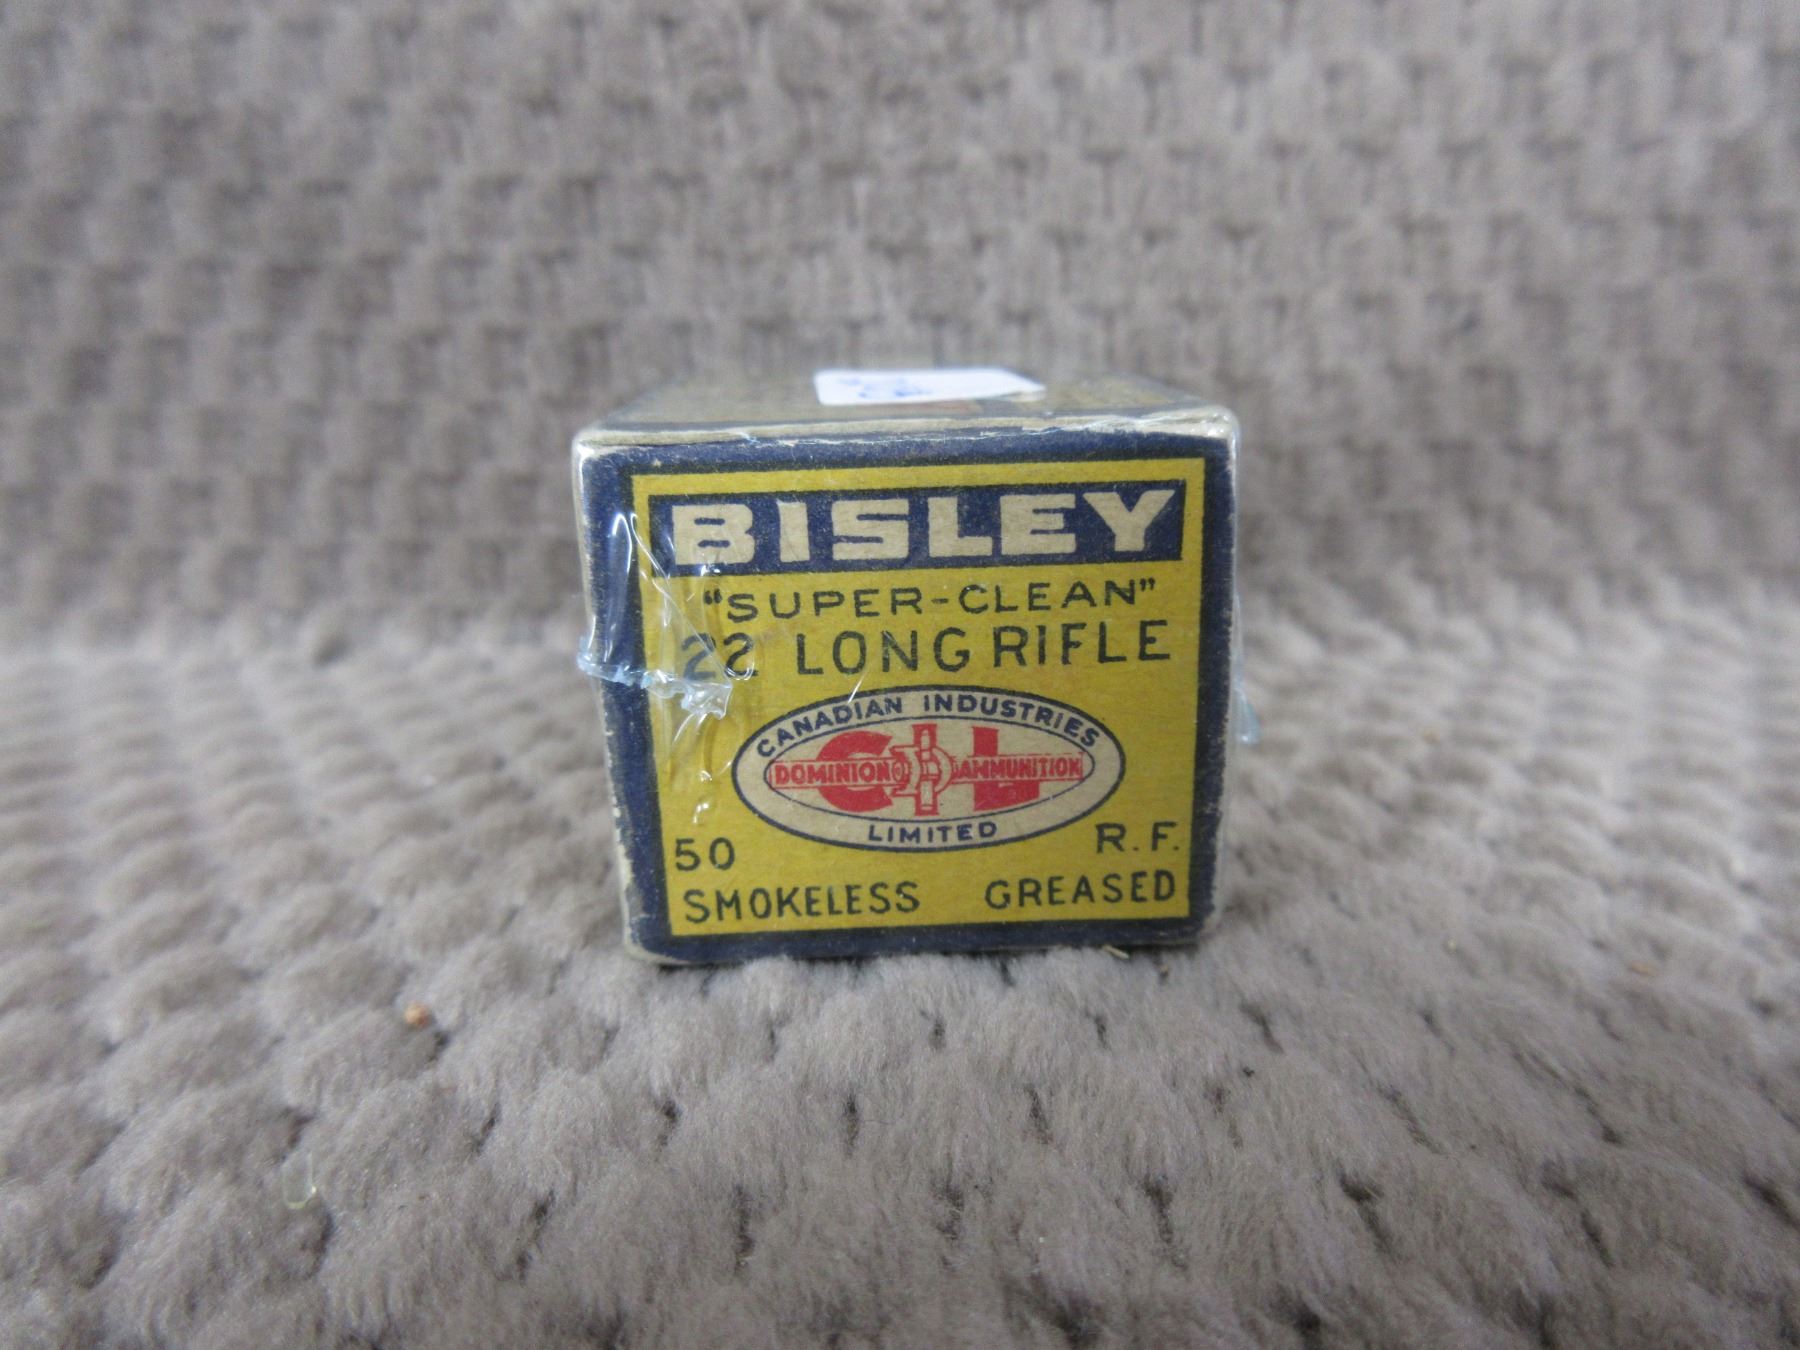 BISLEY
"SUPER-CLEAN"
22 LONG RIFLE
CANADIAN INDUSTRIES
C-I-L
DOMINION AMMUNITION
LIMITED
50 R.F.
SMOKELESS GREASED